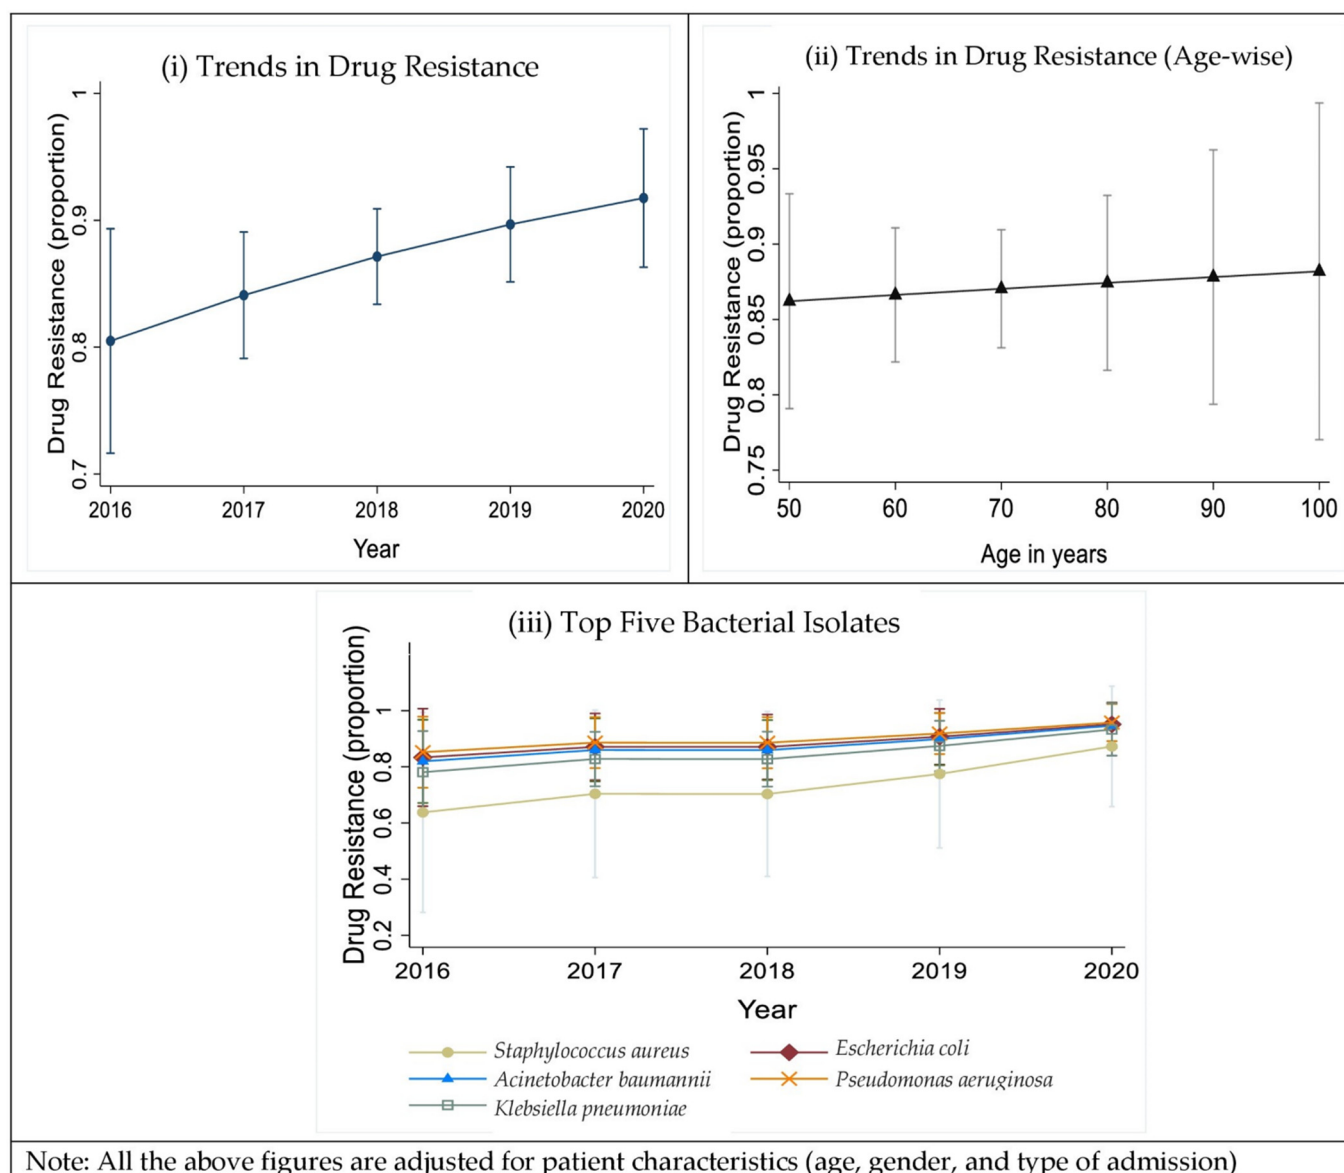 (i) Trends in Drug Resistance
Drug Resistance (proportion)
1
0.9
0.8
0.7
2016 2017 2018 2019 2020
Year
(ii) Trends in Drug Resistance (Age-wise)
Drug Resistance (proportion)
1
0.95
0.9
0.85
0.8
0.75
50 60 70 80 90 100
Age in years
(iii) Top Five Bacterial Isolates
Drug Resistance (proportion)
1
0.8
0.6
0.4
0.2
2016 2017 2018 2019 2020
Year
Staphylococcus aureus Escherichia coli
Acinetobacter baumannii Pseudomonas aeruginosa
Klebsiella pneumoniae
Note: All the above figures are adjusted for patient characteristics (age, gender, and type of admission)